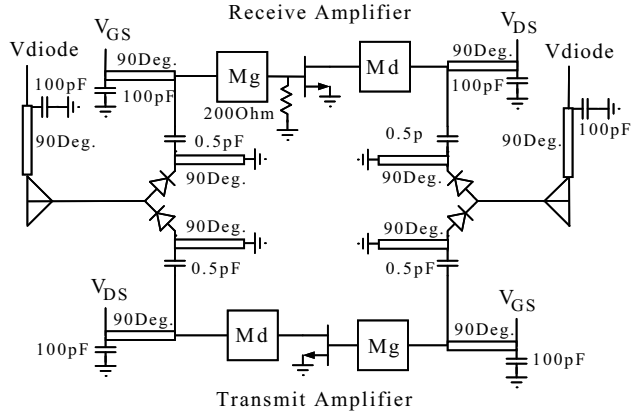 Receive Amplifier
Vdiode
VGS
90Deg.
Mg
Md
VDS
90Deg.
Vdiode
100pF
100pF
200Ohm
100pF
100pF
90Deg.
0.5pF
0.5p
90Deg.
90Deg.
90Deg.
90Deg.
90Deg.
0.5pF
0.5pF
VDS
90Deg.
Md
Mg
VGS
90Deg.
100pF
100pF
Transmit Amplifier